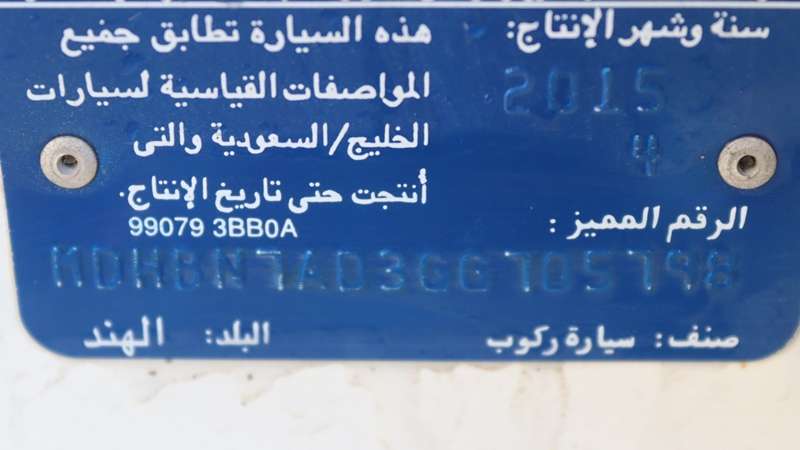 سنة وشهر الإنتاج:
2015
4
هذه السيارة تطابق جميع
المواصفات القياسية لسيارات
الخليج/السعودية والتى
أنتجت حتى تاريخ الإنتاج.
99079 3BB0A
الرقم المميز :
MDHBN7AD3GG705798
صنف: سيارة ركوب
البلد: الهند